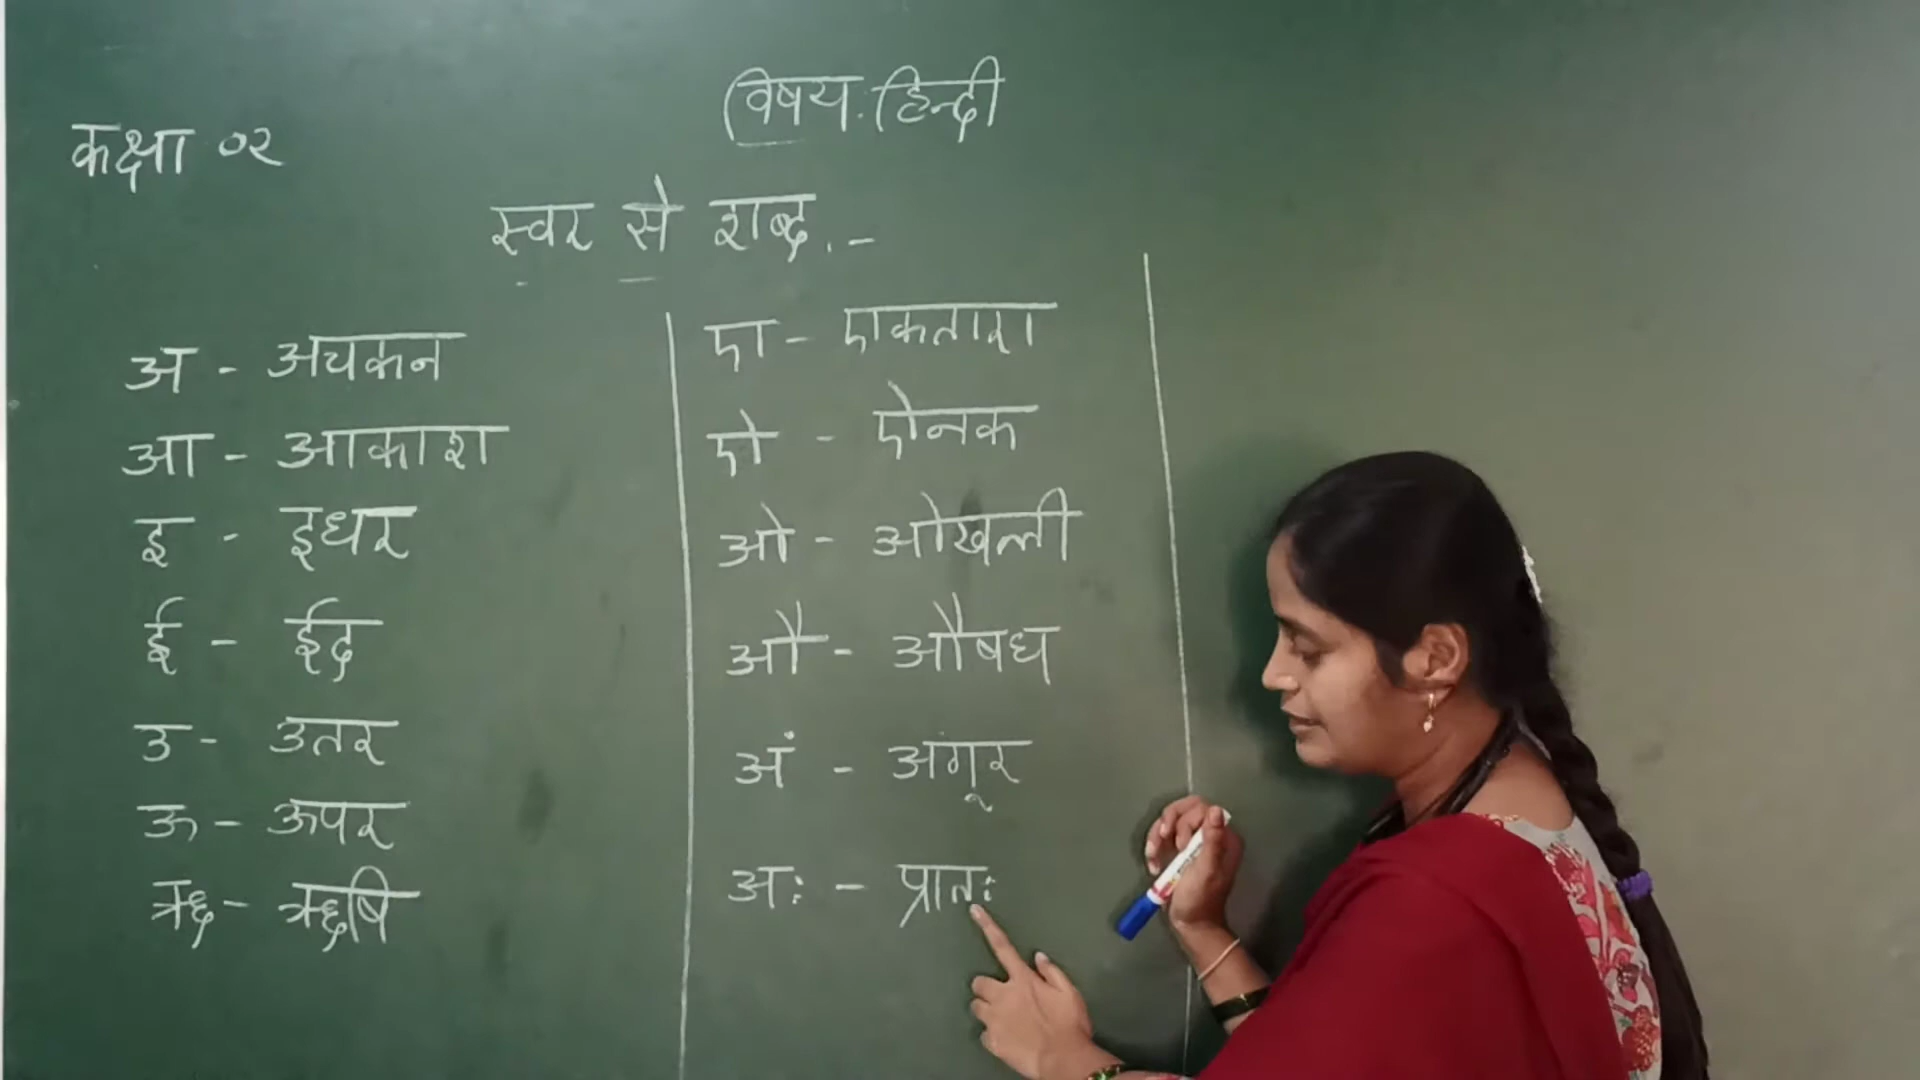 विषय:हिन्दी
कक्षा ०२
स्वर से शब्द.-
अ - अचकन
आ - आकाश
इ - इधर
ई - ईद
उ - उतर
ऊ - ऊपर
ऋ - ऋषि
ए - एकतारा
ऐ - ऐनक
ओ - ओखली
औ - औषध
अं - अंगूर
अः - प्रातः